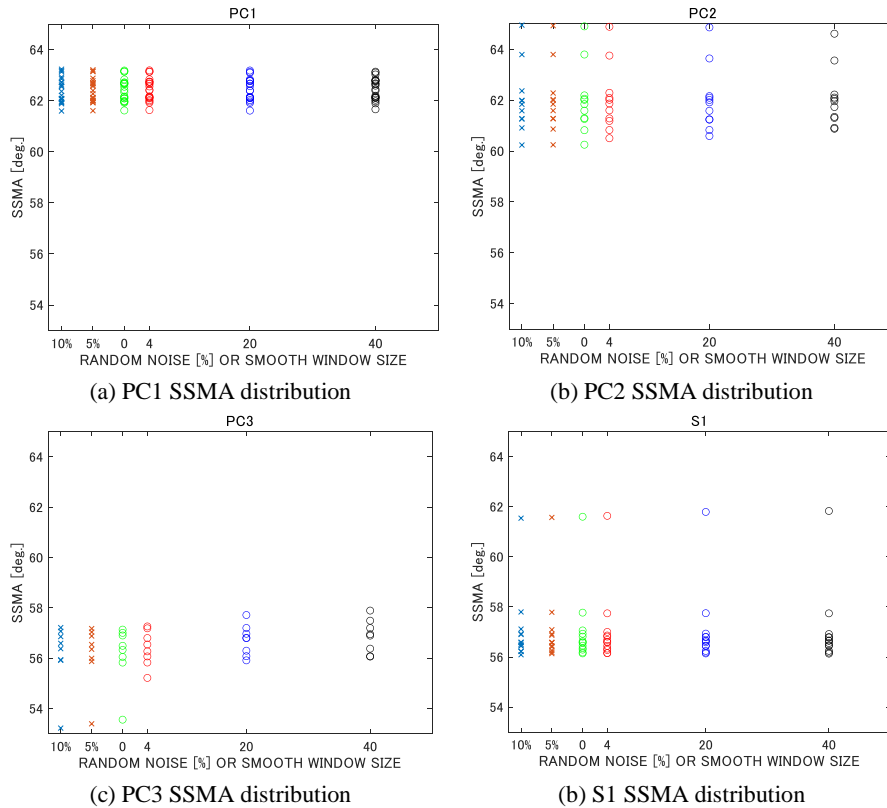 PC1
PC2
64
62
60
58
56
54
SSMA [deg.]
10% 5% 0 4 20 40
RANDOM NOISE [%] OR SMOOTH WINDOW SIZE
64
62
60
58
56
54
SSMA [deg.]
10% 5% 0 4 20 40
RANDOM NOISE [%] OR SMOOTH WINDOW SIZE
(a) PC1 SSMA distribution
(b) PC2 SSMA distribution
PC3
S1
64
62
60
58
56
54
SSMA [deg.]
10% 5% 0 4 20 40
RANDOM NOISE [%] OR SMOOTH WINDOW SIZE
64
62
60
58
56
54
SSMA [deg.]
10% 5% 0 4 20 40
RANDOM NOISE [%] OR SMOOTH WINDOW SIZE
(c) PC3 SSMA distribution
(b) S1 SSMA distribution